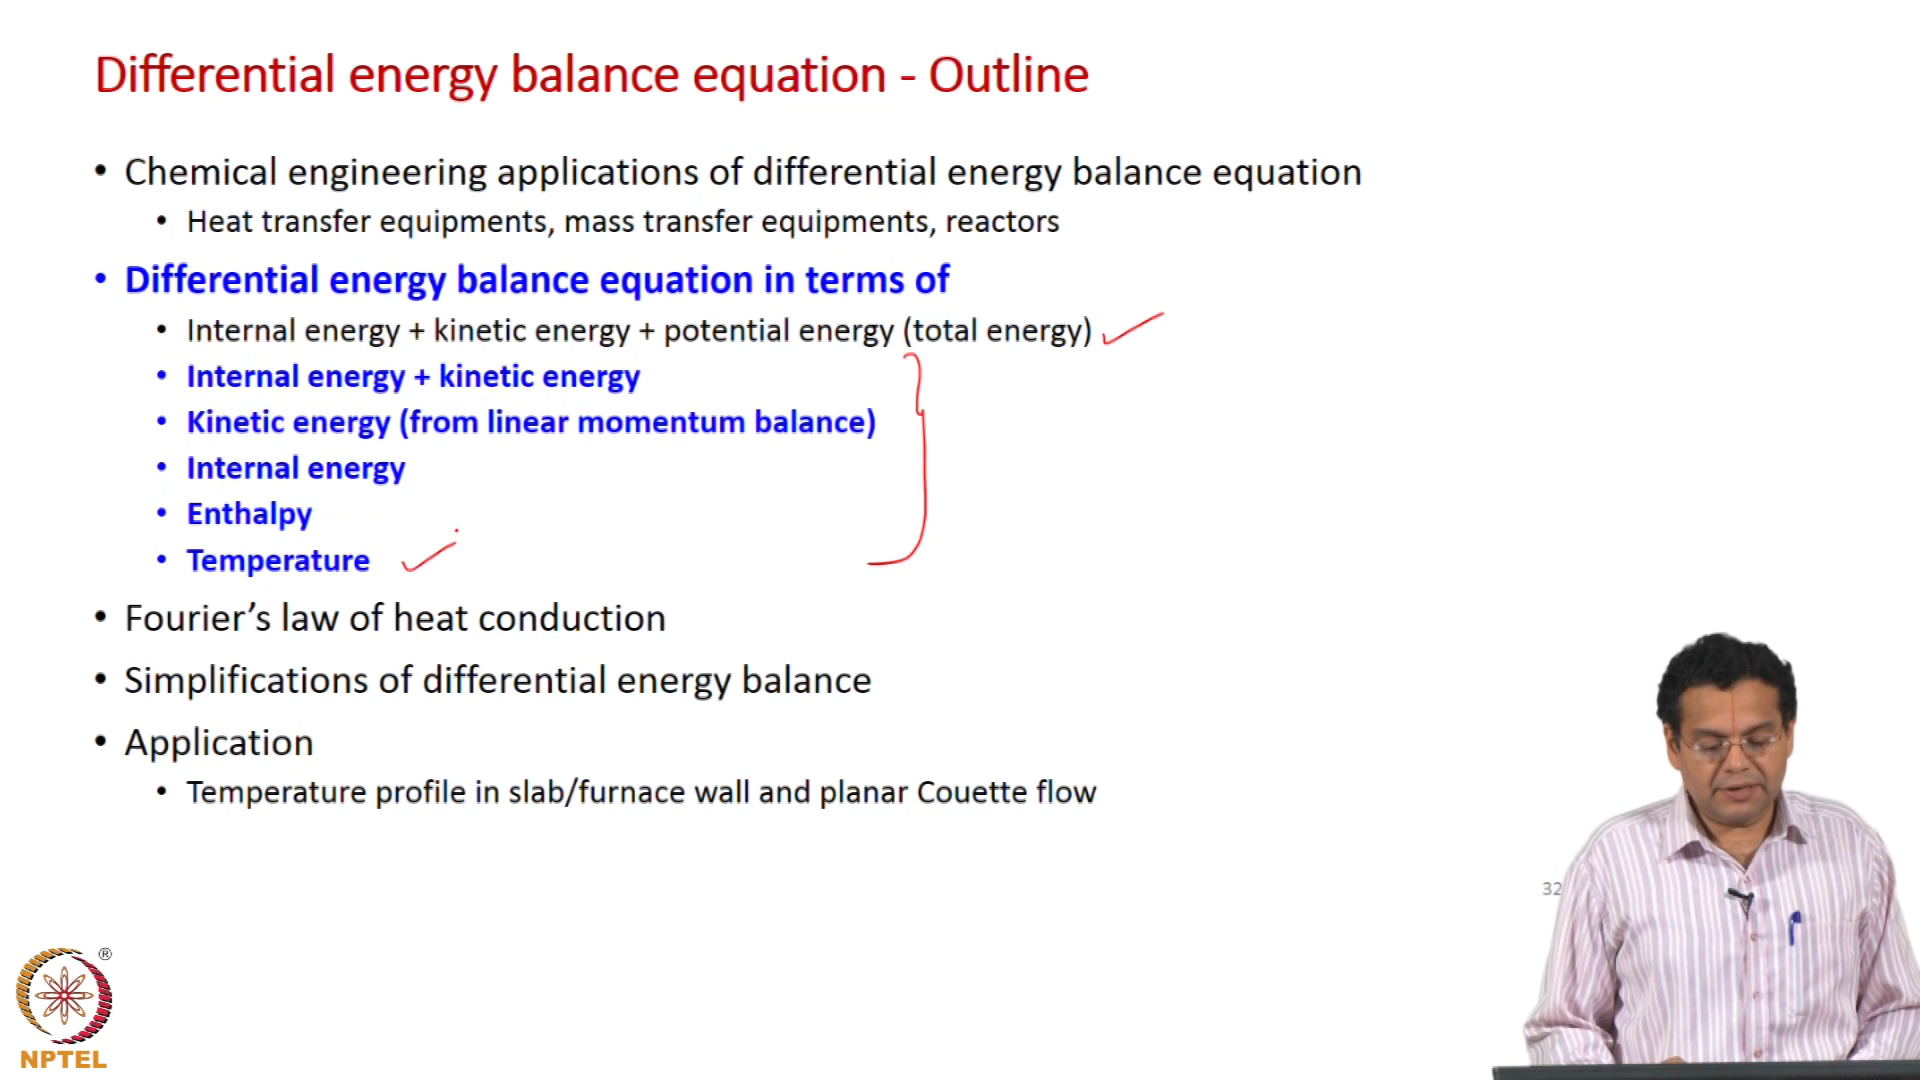 Differential energy balance equation - Outline
• Chemical engineering applications of differential energy balance equation
• Heat transfer equipments, mass transfer equipments, reactors
• Differential energy balance equation in terms of
• Internal energy + kinetic energy + potential energy (total energy)
• Internal energy + kinetic energy
• Kinetic energy (from linear momentum balance)
• Internal energy
• Enthalpy
• Temperature
• Fourier’s law of heat conduction
• Simplifications of differential energy balance
• Application
• Temperature profile in slab/furnace wall and planar Couette flow
32
®
NPTEL